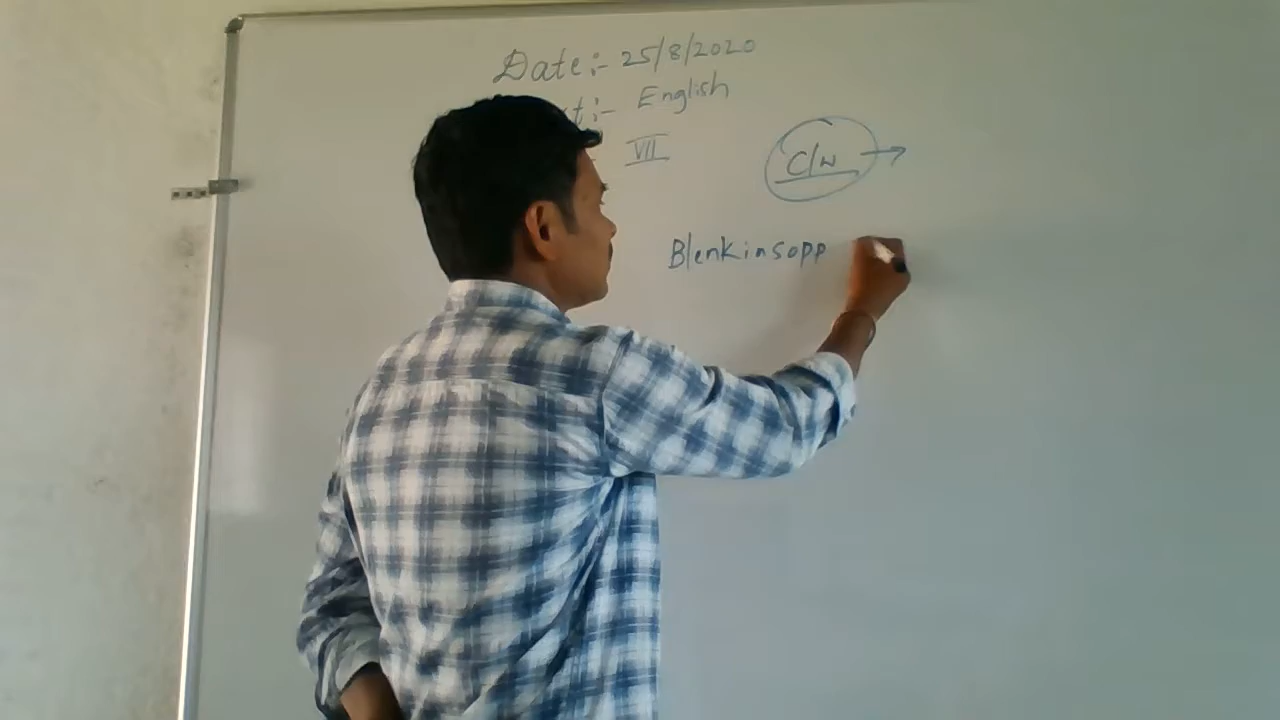 Date:- 25/8/2020
:- English
VII
C/W
Blenkinsopp